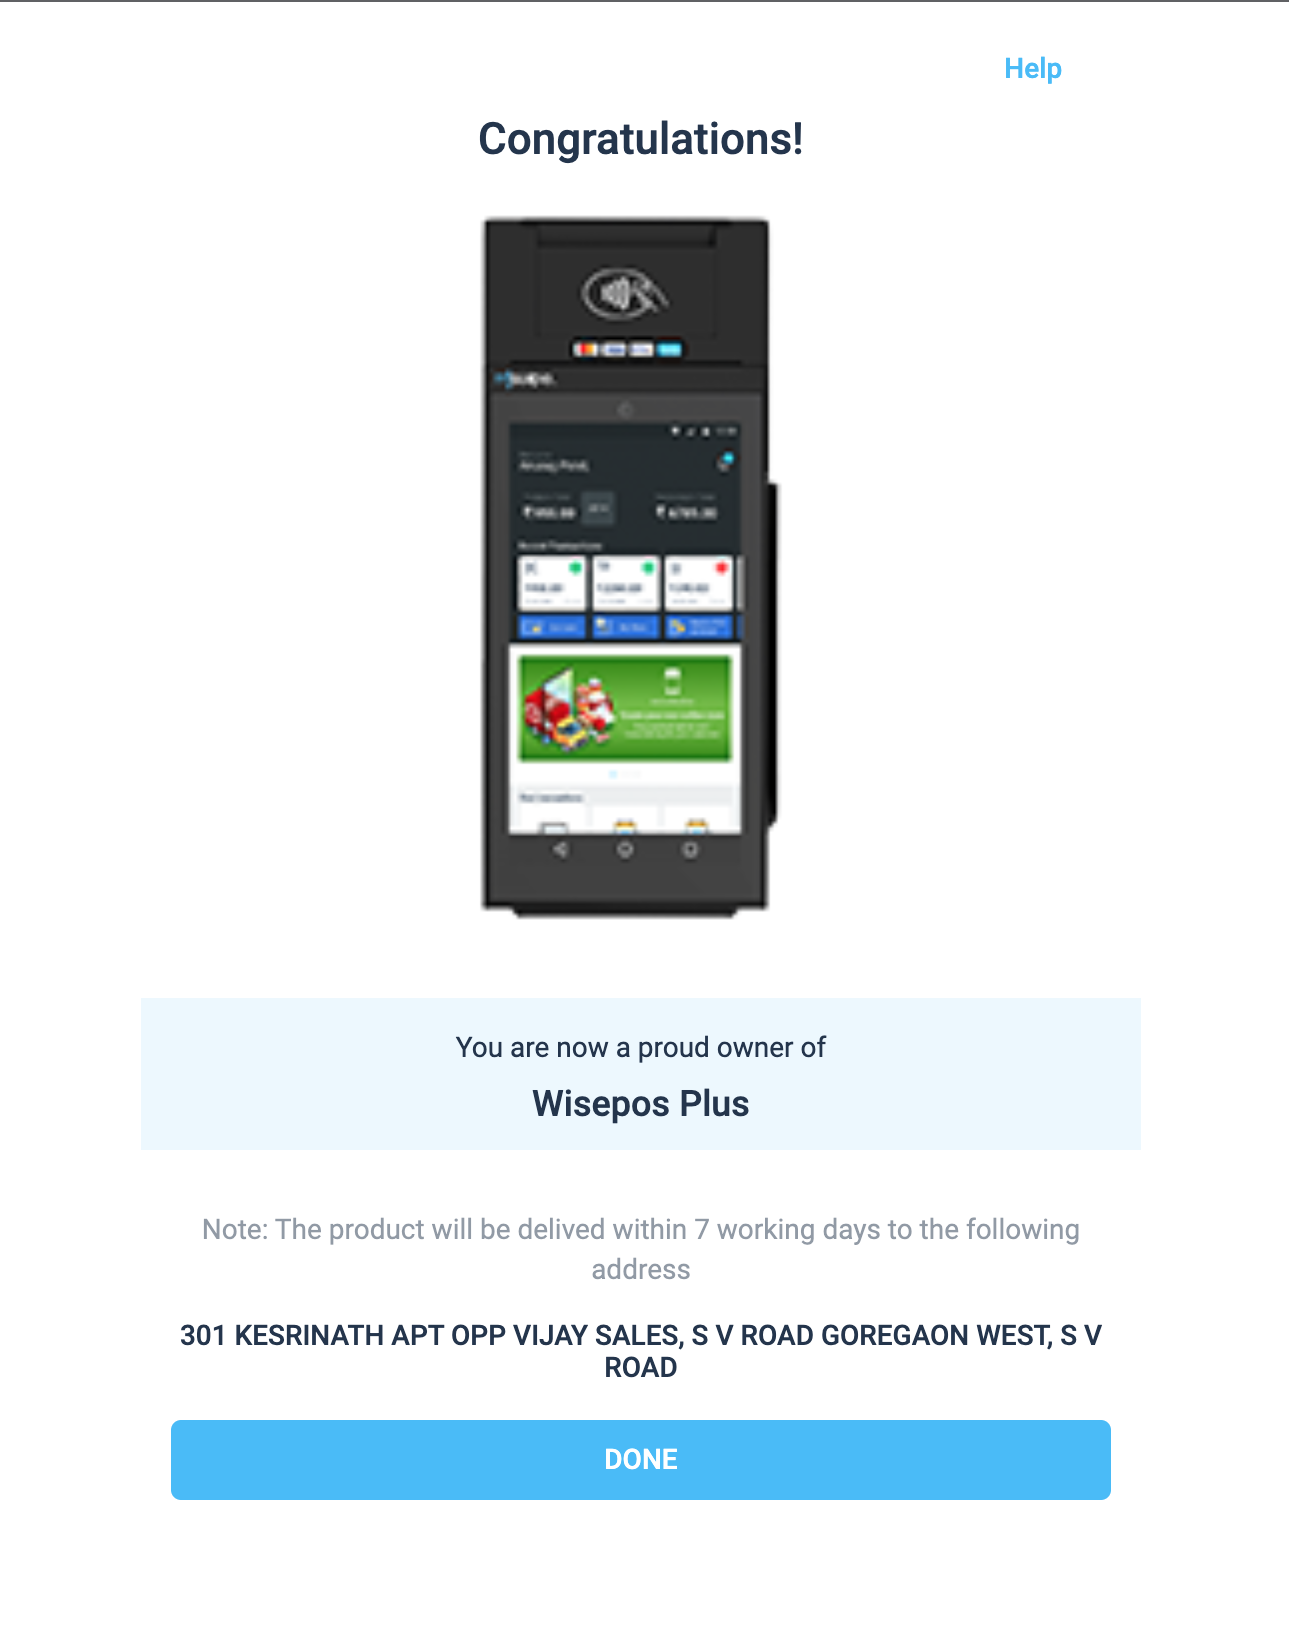 Help
Congratulations!
You are now a proud owner of
Wisepos Plus
Note: The product will be delived within 7 working days to the following
address
301 KESRINATH APT OPP VIJAY SALES, S V ROAD GOREGAON WEST, S V
ROAD
DONE